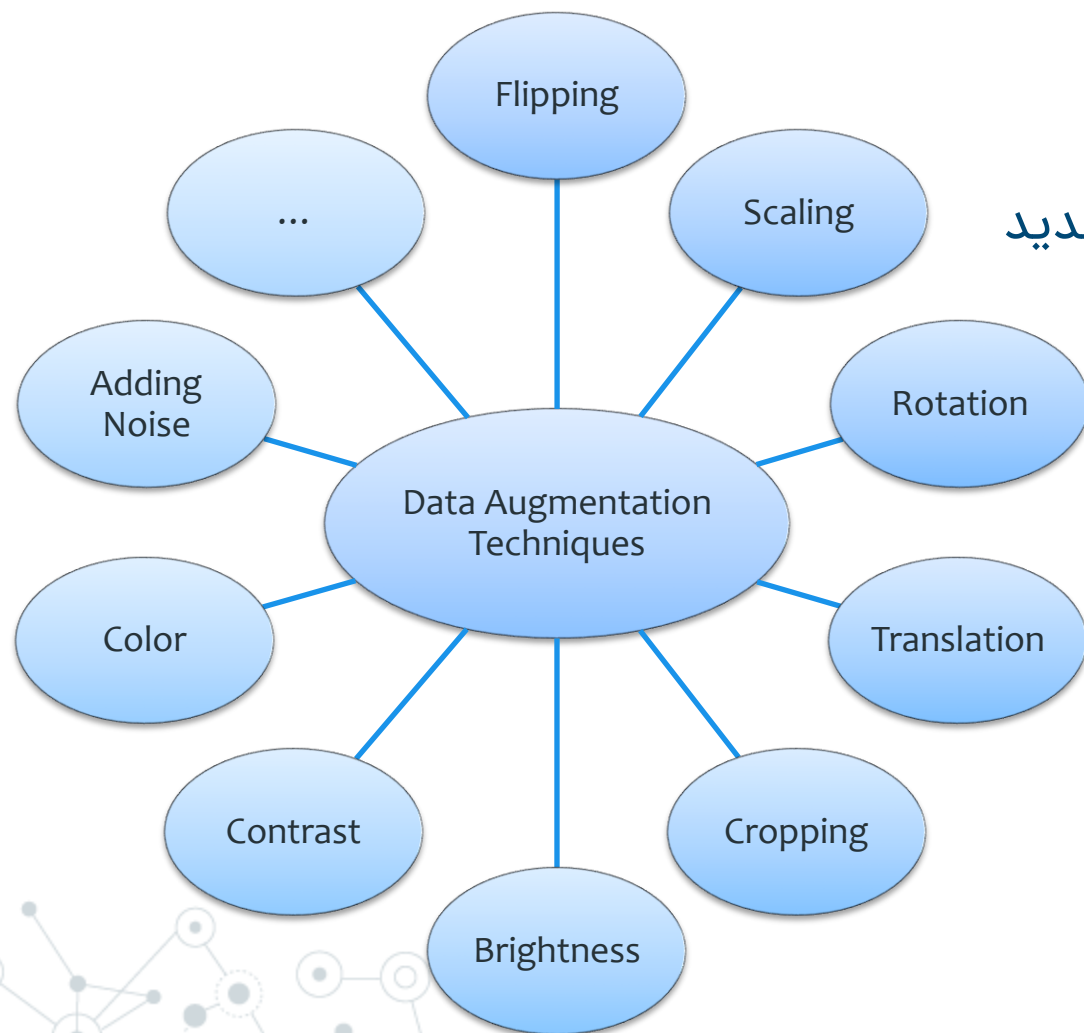 Flipping
Scaling
...
Rotation
Adding
Noise
Data Augmentation
Techniques
Translation
Color
Cropping
Contrast
Brightness